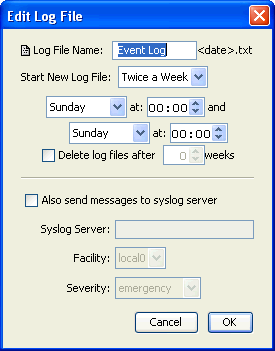 Edit Log File
Log File Name: Event Log <date>.txt
Start New Log File: Twice a Week
Sunday at: 00:00 and
Sunday at: 00:00
Delete log files after 0 weeks
Also send messages to syslog server
Syslog Server:
Facility: local0
Severity: emergency
Cancel OK